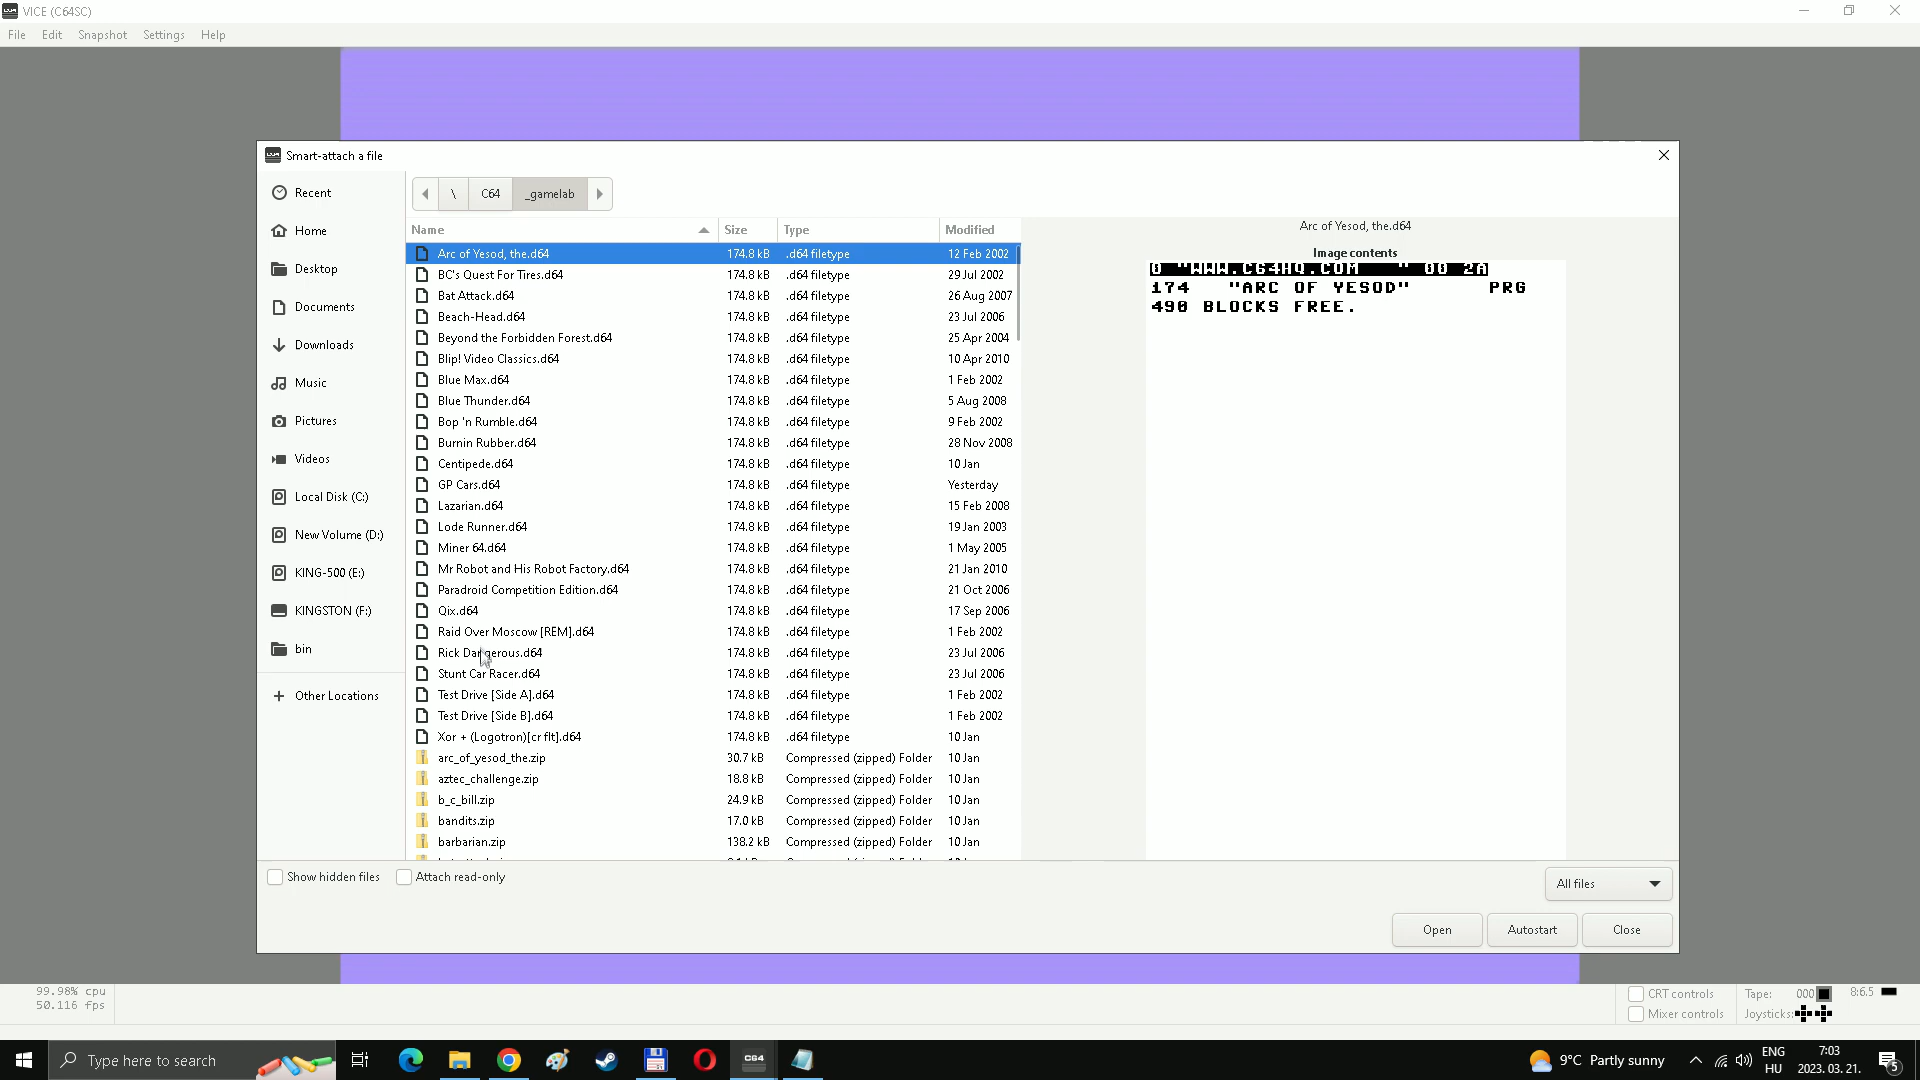 VICE (C64SC)
File Edit Snapshot Settings Help
Smart-attach a file
Recent
Home
Desktop
Documents
Downloads
Music
Pictures
Videos
Local Disk (C:)
New Volume (D:)
KING-500 (E:)
KINGSTON (F:)
bin
Other Locations
\ C64 _gamelab
Name Size Type Modified
Arc of Yesod, the.d64 174.8 kB .d64 filetype 12 Feb 2002
BC's Quest For Tires.d64 174.8 kB .d64 filetype 29 Jul 2002
Bat Attack.d64 174.8 kB .d64 filetype 26 Aug 2007
Beach-Head.d64 174.8 kB .d64 filetype 23 Jul 2006
Beyond the Forbidden Forest.d64 174.8 kB .d64 filetype 25 Apr 2004
Blip! Video Classics.d64 174.8 kB .d64 filetype 10 Apr 2010
Blue Max.d64 174.8 kB .d64 filetype 1 Feb 2002
Blue Thunder.d64 174.8 kB .d64 filetype 5 Aug 2008
Bop 'n Rumble.d64 174.8 kB .d64 filetype 9 Feb 2002
Burnin Rubber.d64 174.8 kB .d64 filetype 28 Nov 2008
Centipede.d64 174.8 kB .d64 filetype 10 Jan
GP Cars.d64 174.8 kB .d64 filetype Yesterday
Lazarian.d64 174.8 kB .d64 filetype 15 Feb 2008
Lode Runner.d64 174.8 kB .d64 filetype 19 Jan 2003
Miner 64.d64 174.8 kB .d64 filetype 1 May 2005
Mr Robot and His Robot Factory.d64 174.8 kB .d64 filetype 21 Jan 2010
Paradroid Competition Edition.d64 174.8 kB .d64 filetype 21 Oct 2006
Qix.d64 174.8 kB .d64 filetype 17 Sep 2006
Raid Over Moscow [REM].d64 174.8 kB .d64 filetype 1 Feb 2002
Rick Dangerous.d64 174.8 kB .d64 filetype 23 Jul 2006
Stunt Car Racer.d64 174.8 kB .d64 filetype 23 Jul 2006
Test Drive [Side A].d64 174.8 kB .d64 filetype 1 Feb 2002
Test Drive [Side B].d64 174.8 kB .d64 filetype 1 Feb 2002
Xor + (Logotron)[cr flt].d64 174.8 kB .d64 filetype 10 Jan
arc_of_yesod_the.zip 30.7 kB Compressed (zipped) Folder 10 Jan
aztec_challenge.zip 18.8 kB Compressed (zipped) Folder 10 Jan
b_c_bill.zip 24.9 kB Compressed (zipped) Folder 10 Jan
bandits.zip 17.0 kB Compressed (zipped) Folder 10 Jan
barbarian.zip 138.2 kB Compressed (zipped) Folder 10 Jan
Arc of Yesod, the.d64
Image contents
0 "WWW.C64HQ.COM " 00 2A
174 "ARC OF YESOD" PRG
490 BLOCKS FREE.
Show hidden files Attach read-only
All files
Open Autostart Close
99.98% cpu
50.116 fps
CRT controls
Mixer controls
Tape: 000 8:6.5
Joysticks:
Type here to search
C64
9°C Partly sunny
ENG
HU
7:03
2023. 03. 21.
5